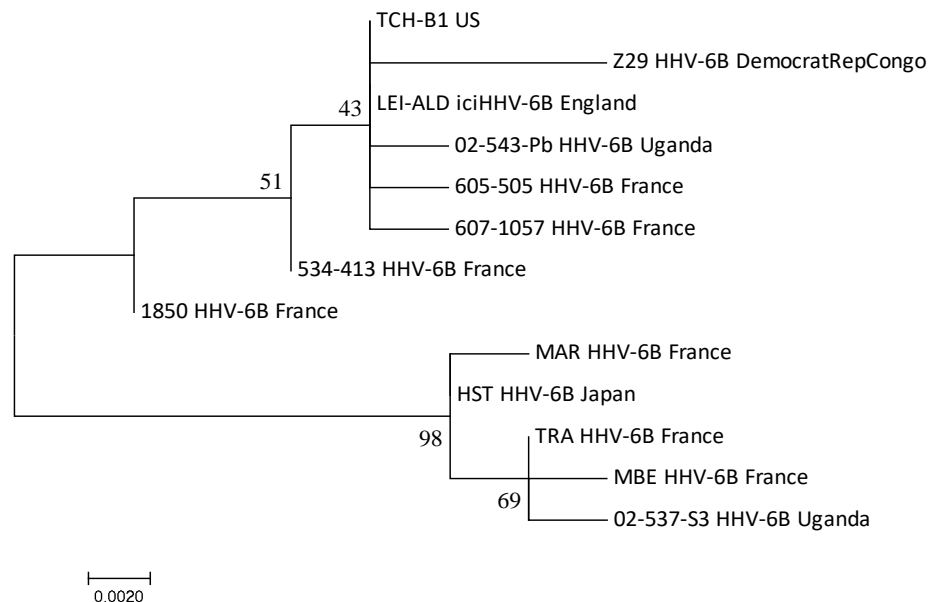 TCH-B1 US
Z29 HHV-6B DemocratRepCongo
LEI-ALD iciHHV-6B England
43
02-543-Pb HHV-6B Uganda
51
605-505 HHV-6B France
607-1057 HHV-6B France
534-413 HHV-6B France
1850 HHV-6B France
MAR HHV-6B France
HST HHV-6B Japan
98
TRA HHV-6B France
MBE HHV-6B France
69
02-537-S3 HHV-6B Uganda
0.0020